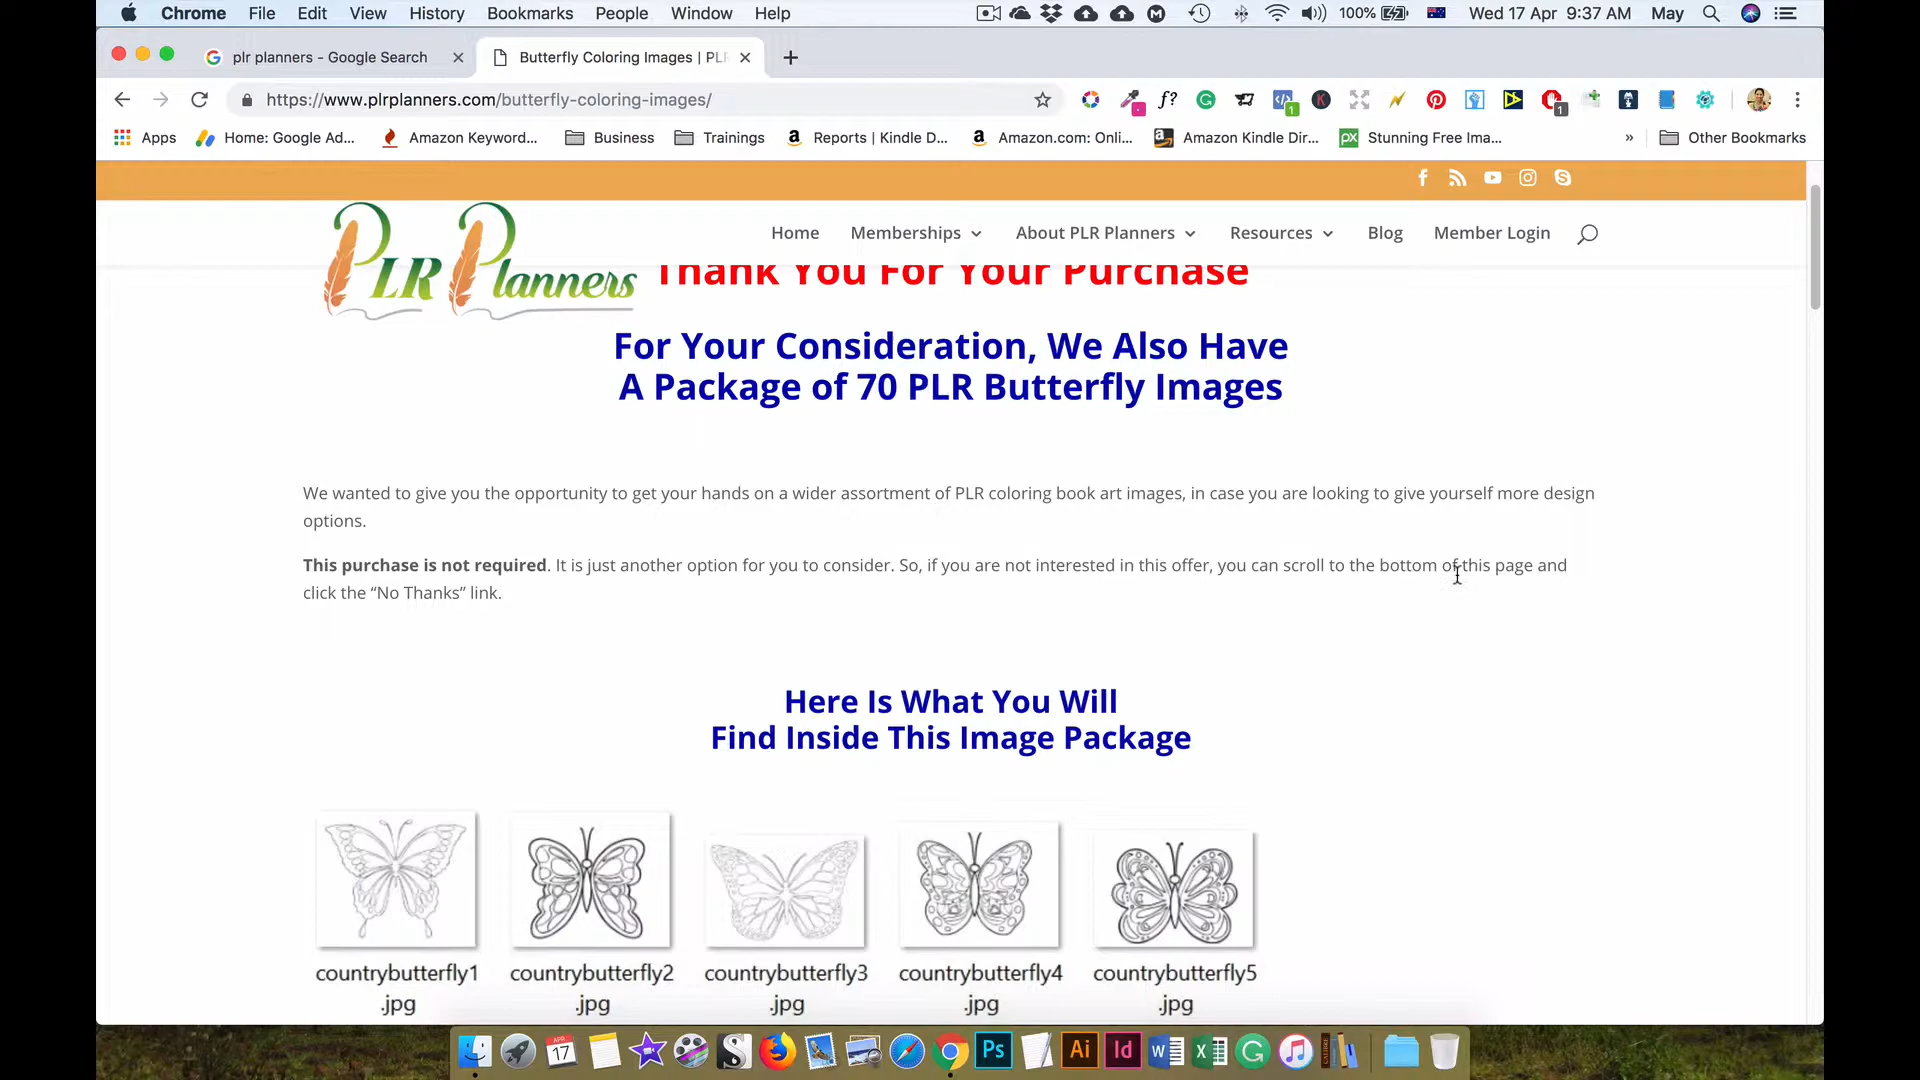 Chrome File Edit View History Bookmarks People Window Help 100% Wed 17 Apr 9:37 AM May
plr planners - Google Search
Butterfly Coloring Images | PLR
https://www.plrplanners.com/butterfly-coloring-images/
Apps Home: Google Ad... Amazon Keyword... Business Trainings Reports | Kindle D... Amazon.com: Onli... Amazon Kindle Dir... Stunning Free Ima... » Other Bookmarks
PLR Planners
Home Memberships About PLR Planners Resources Blog Member Login
Thank You For Your Purchase
For Your Consideration, We Also Have
A Package of 70 PLR Butterfly Images
We wanted to give you the opportunity to get your hands on a wider assortment of PLR coloring book art images, in case you are looking to give yourself more design
options.
This purchase is not required. It is just another option for you to consider. So, if you are not interested in this offer, you can scroll to the bottom of this page and
click the “No Thanks” link.
Here Is What You Will
Find Inside This Image Package
countrybutterfly1
.jpg
countrybutterfly2
.jpg
countrybutterfly3
.jpg
countrybutterfly4
.jpg
countrybutterfly5
.jpg
APR
17
Ps Ai Id